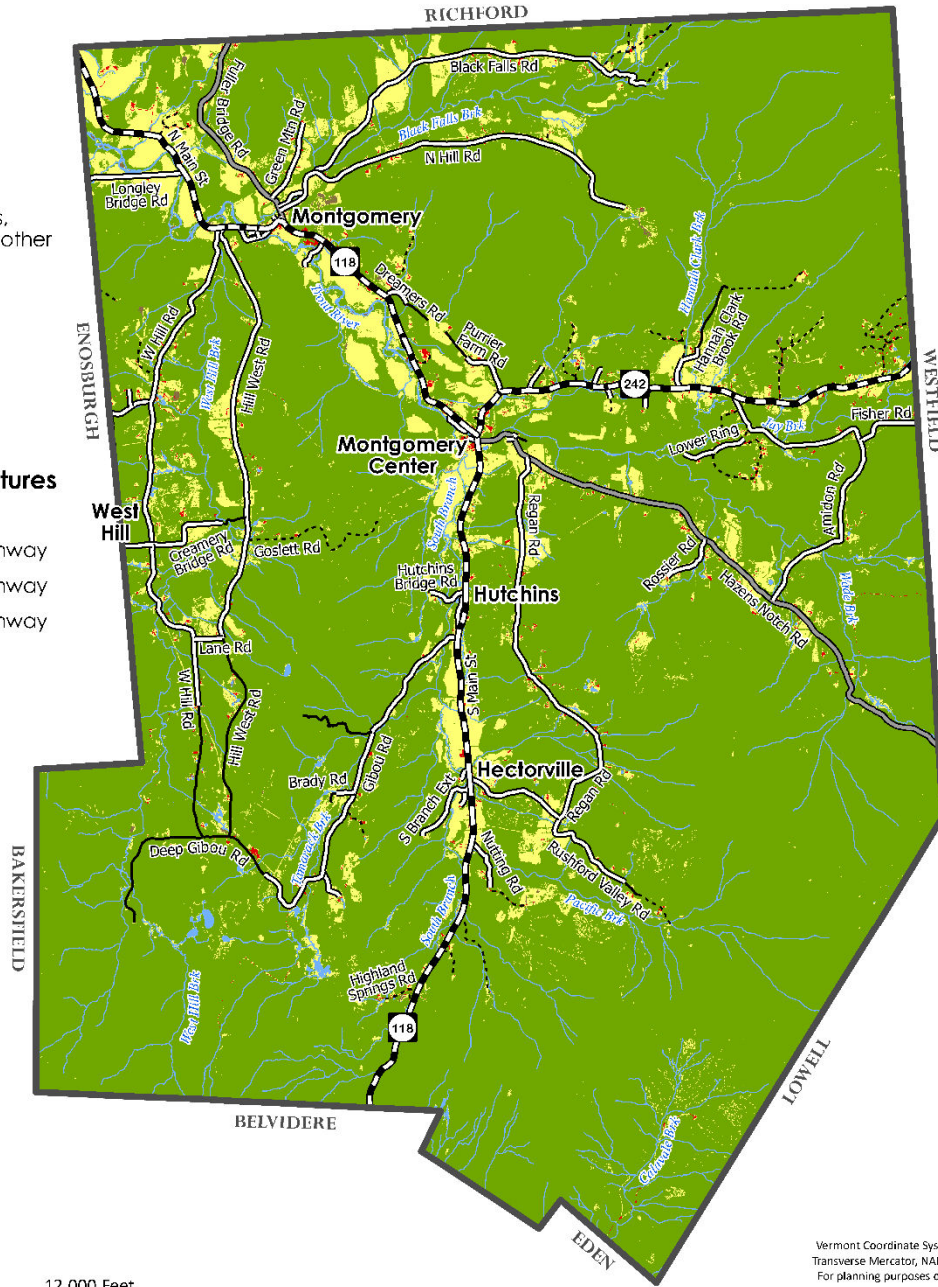 RICHFORD
Black Falls Rd
Fuller Bridge Rd
Green Mtn Rd
Black Falls Brk
N Main St
N Hill Rd
Longley
Bridge Rd
s,
other
Montgomery
118
Hannah Clark Brk
Dreamers Rd
Trout River
Purrier
Farm Rd
Hannah Clark
Brook Rd
W Hill Rd
West Hill Brk
Hill West Rd
ENOSBURGH
WESTFIELD
242
Fisher Rd
Jay Brk
Lower Ring
Montgomery
Center
tures
South Branch
Regan Rd
Amidon Rd
West
Hill
Creamery
Bridge Rd
Goslett Rd
hway
hway
hway
Hutchins
Bridge Rd
Hutchins
Rossier Rd
Hazens Notch Rd
Wade Brk
Lane Rd
S Main St
W Hill Rd
Hill West Rd
Gibou Rd
Hectorville
Brady Rd
S Branch Ext
Regan Rd
Tamarack Brk
Deep Gibou Rd
Nutting Rd
Rushford Valley Rd
Pacific Brk
BAKERSFIELD
South Branch
Highland
Springs Rd
West Hill Brk
118
LOWELL
BELVIDERE
Calavale Brk
EDEN
12,000 Feet
Vermont Coordinate Sys
Transverse Mercator, NA
For planning purposes o